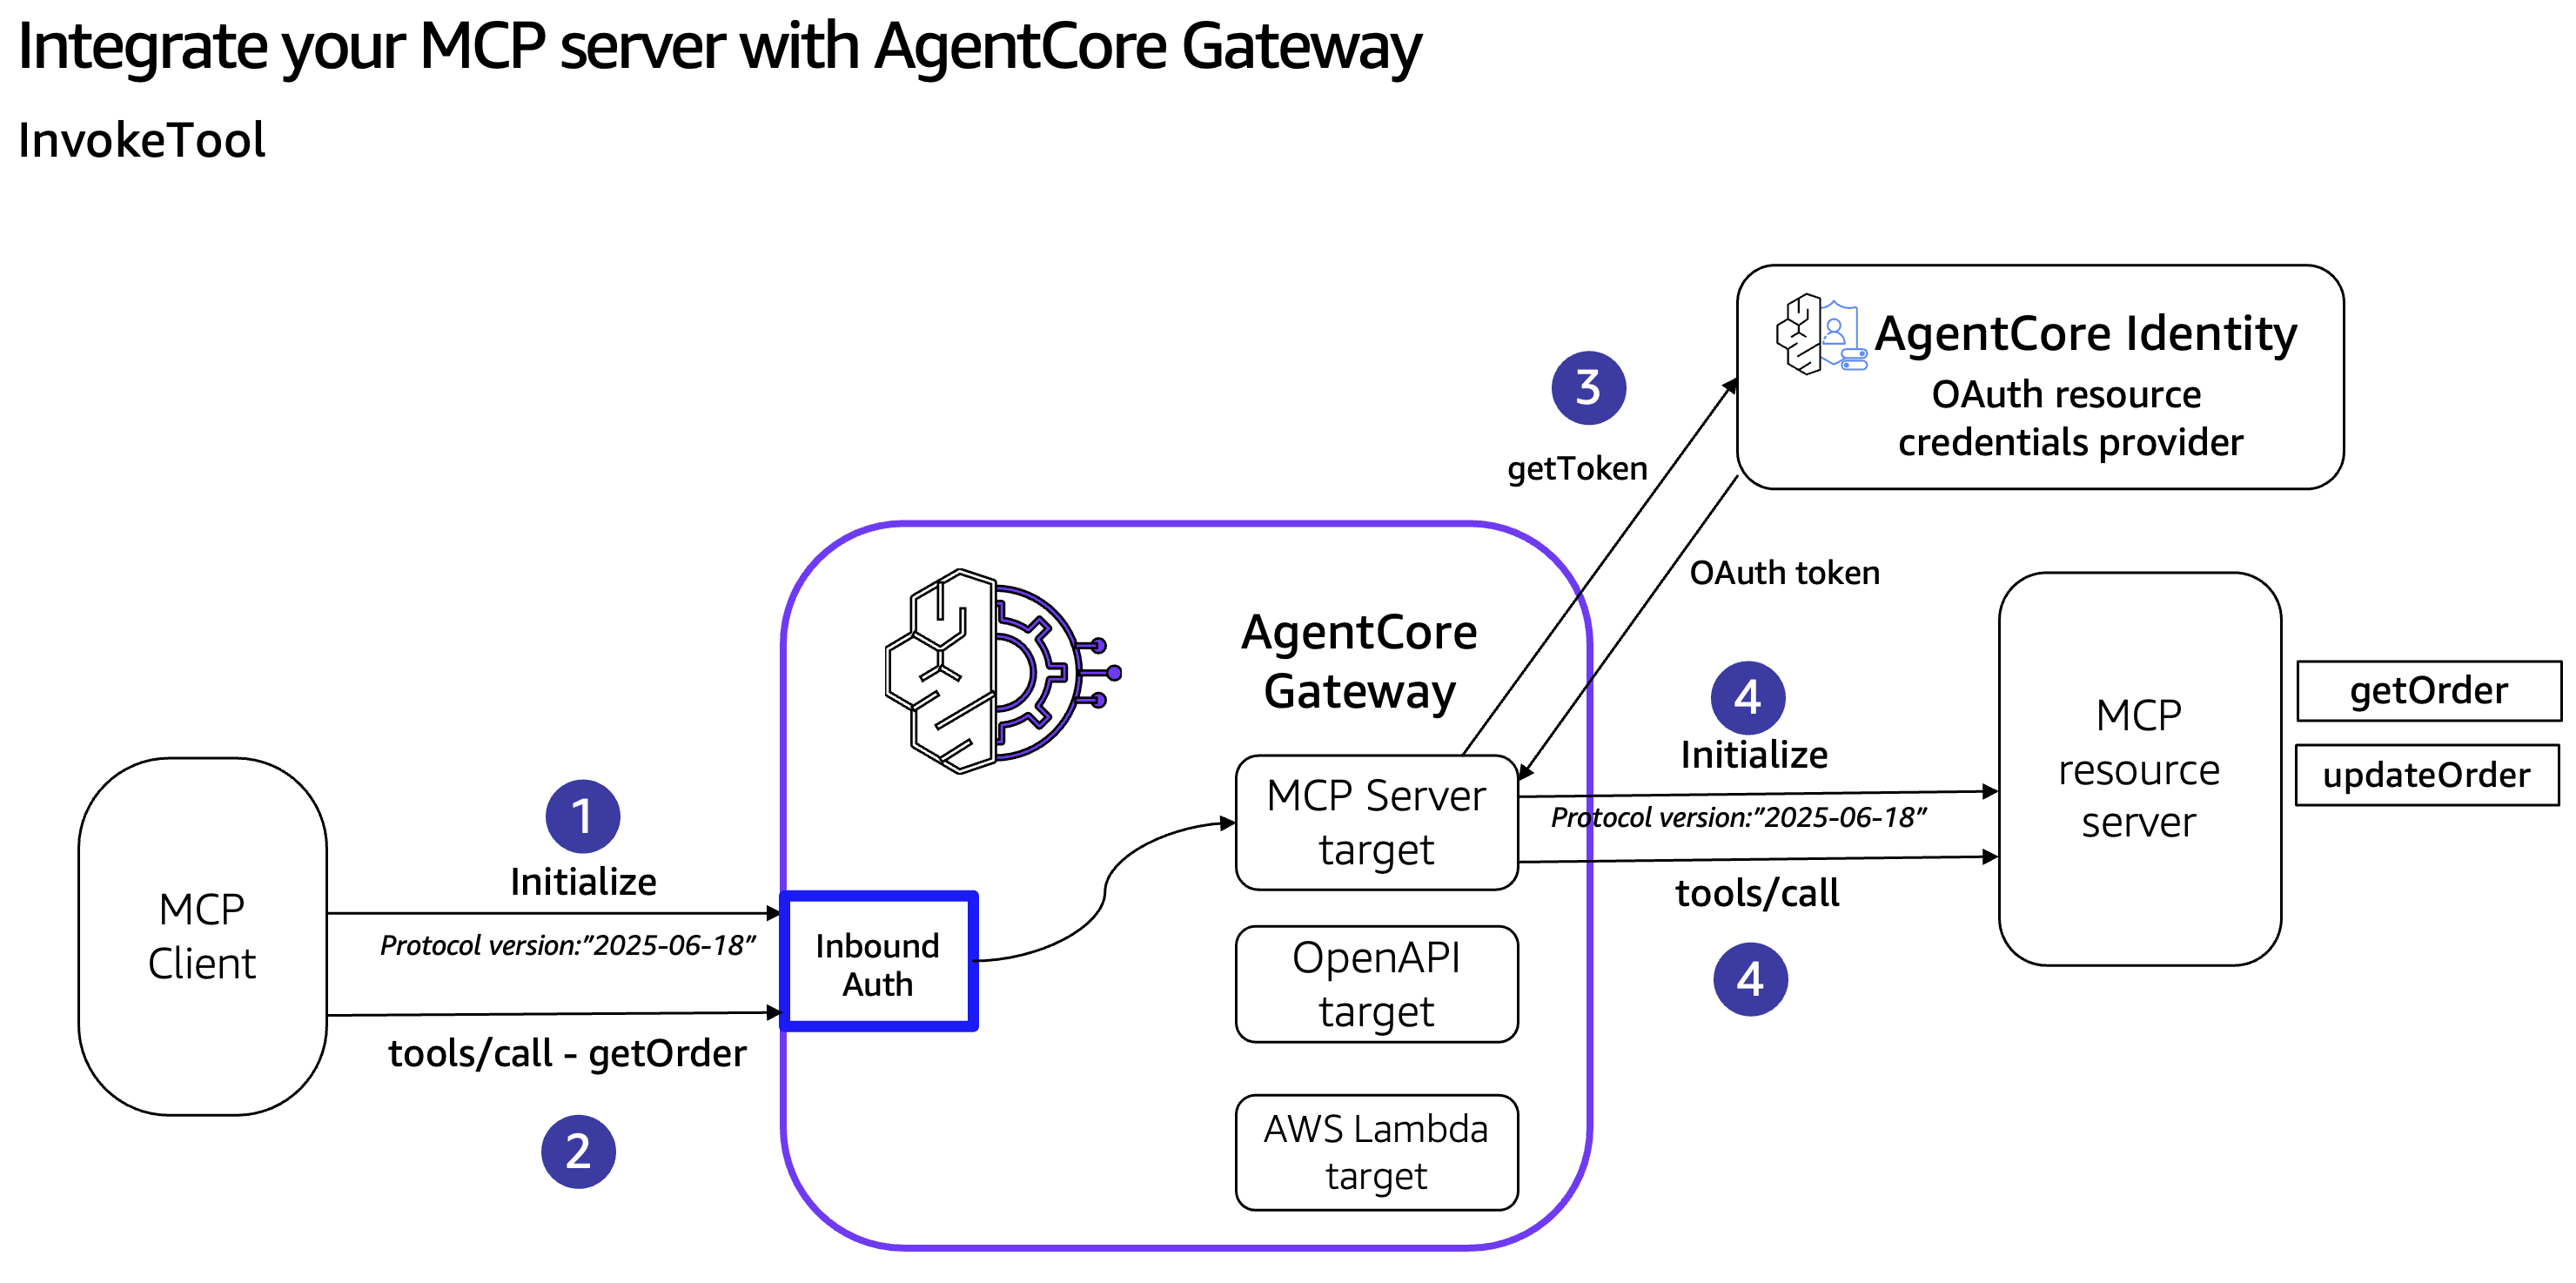 Integrate your MCP server with AgentCore Gateway
InvokeTool
MCP
Client
1
Initialize
Protocol version:”2025-06-18”
tools/call - getOrder
2
Inbound
Auth
AgentCore
Gateway
MCP Server
target
OpenAPI
target
AWS Lambda
target
3
getToken
OAuth token
AgentCore Identity
OAuth resource
credentials provider
4
Initialize
Protocol version:”2025-06-18”
tools/call
4
MCP
resource
server
getOrder
updateOrder